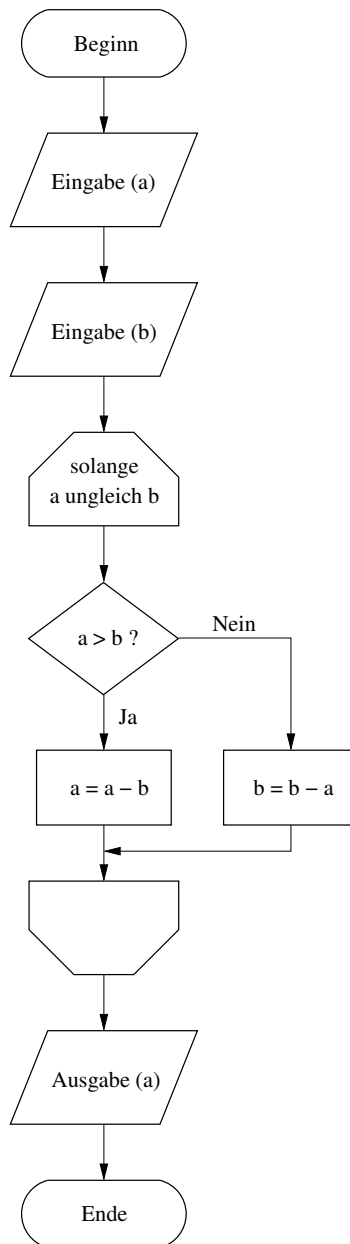 Beginn
Eingabe (a)
Eingabe (b)
solange
a ungleich b
a > b ?
Nein
Ja
a = a − b
b = b − a
Ausgabe (a)
Ende